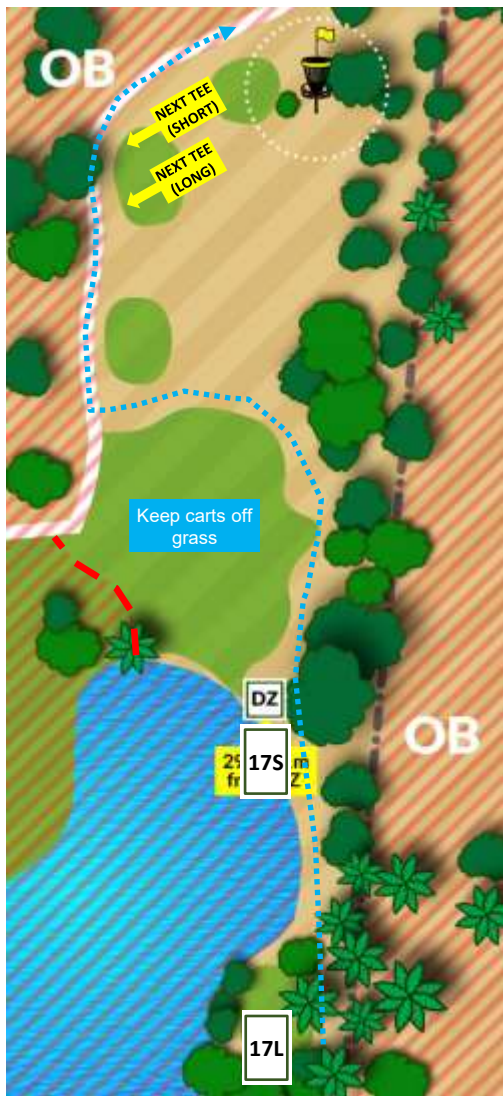 OB
NEXT TEE
(SHORT)
NEXT TEE
(LONG)
Keep carts off
grass
DZ
OB
17S
17L